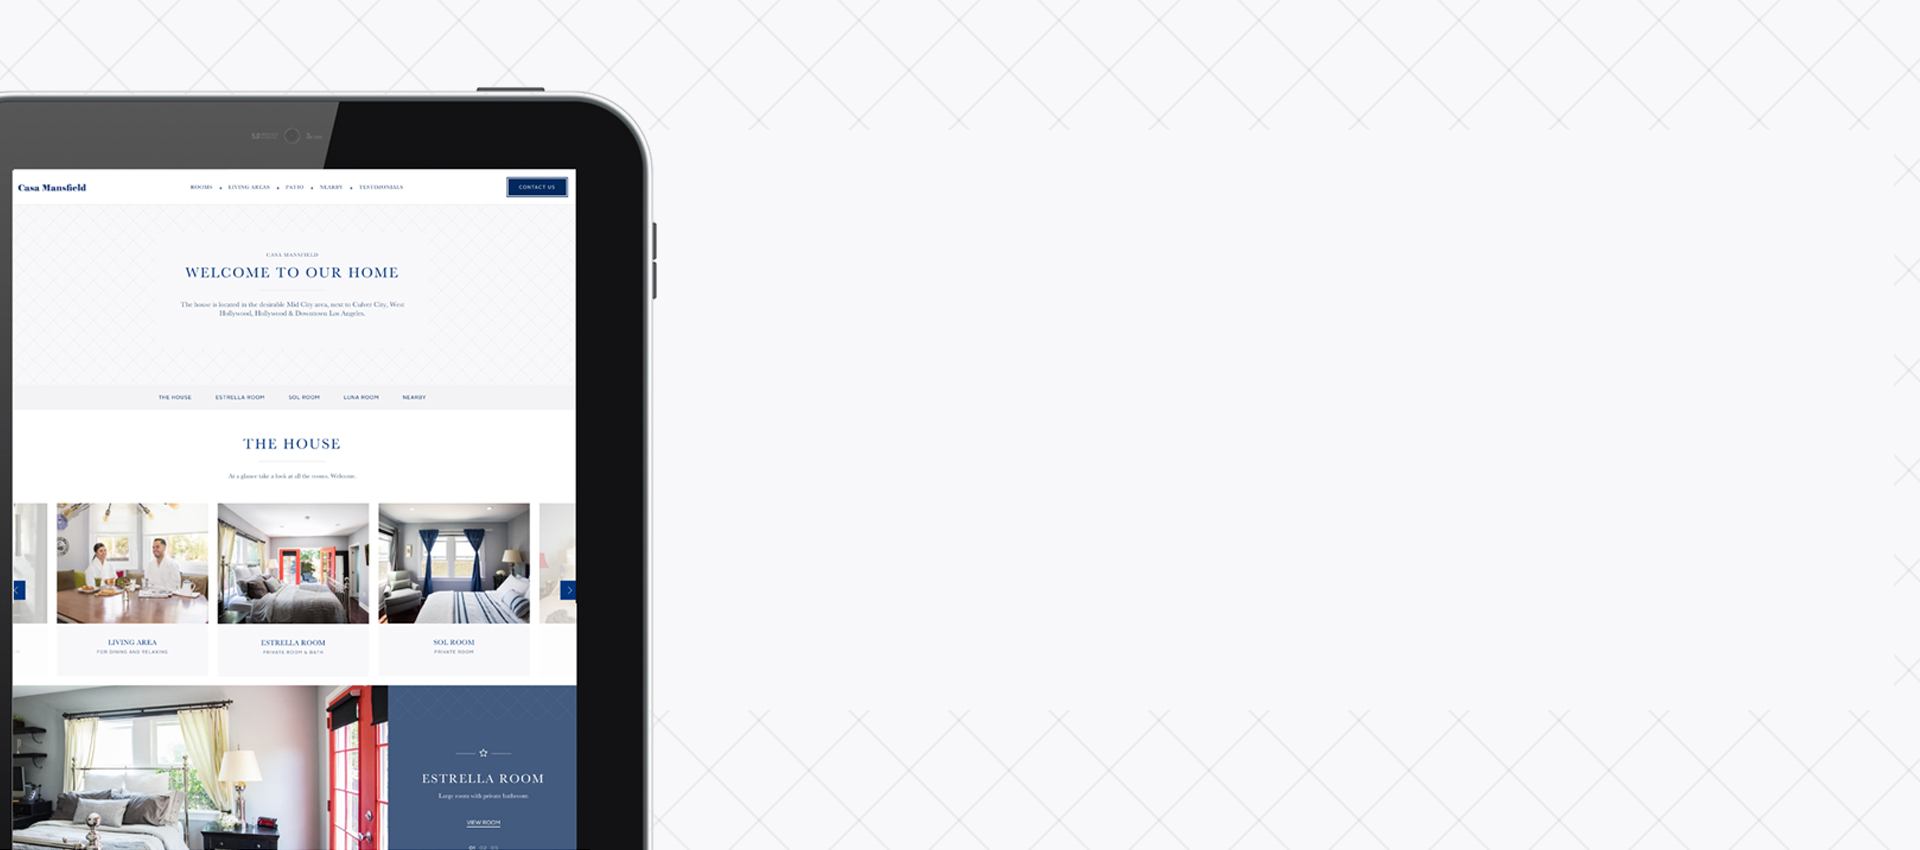 Casa Mansfield
ROOMS • LIVING AREAS • PATIO • NEARBY • TESTIMONIALS
CONTACT US
CASA MANSFIELD
WELCOME TO OUR HOME
The house is located in the desirable Mid City area, next to Culver City, West
Hollywood, Hollywood & Downtown Los Angeles.
THE HOUSE ESTRELLA ROOM SOL ROOM LUNA ROOM NEARBY
THE HOUSE
At a glance take a look at all the rooms. Welcome.
LIVING AREA
FOR DINING AND RELAXING
ESTRELLA ROOM
PRIVATE ROOM & BATH
SOL ROOM
PRIVATE ROOM
ESTRELLA ROOM
Large room with private bathroom
VIEW ROOM